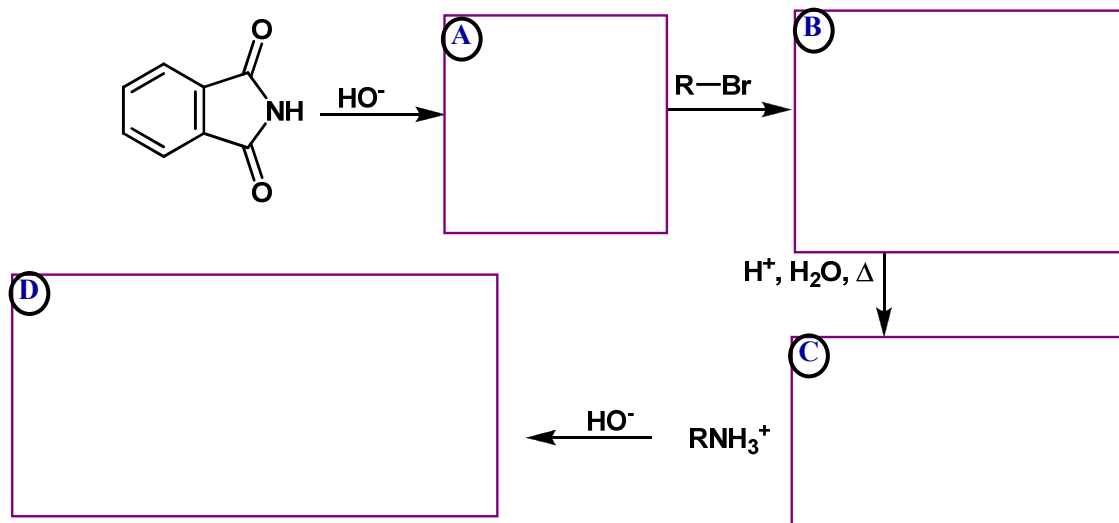 O
NH
O
HO⁻
A
R–Br
B
H⁺, H₂O, Δ
D
C
HO⁻
RNH₃⁺